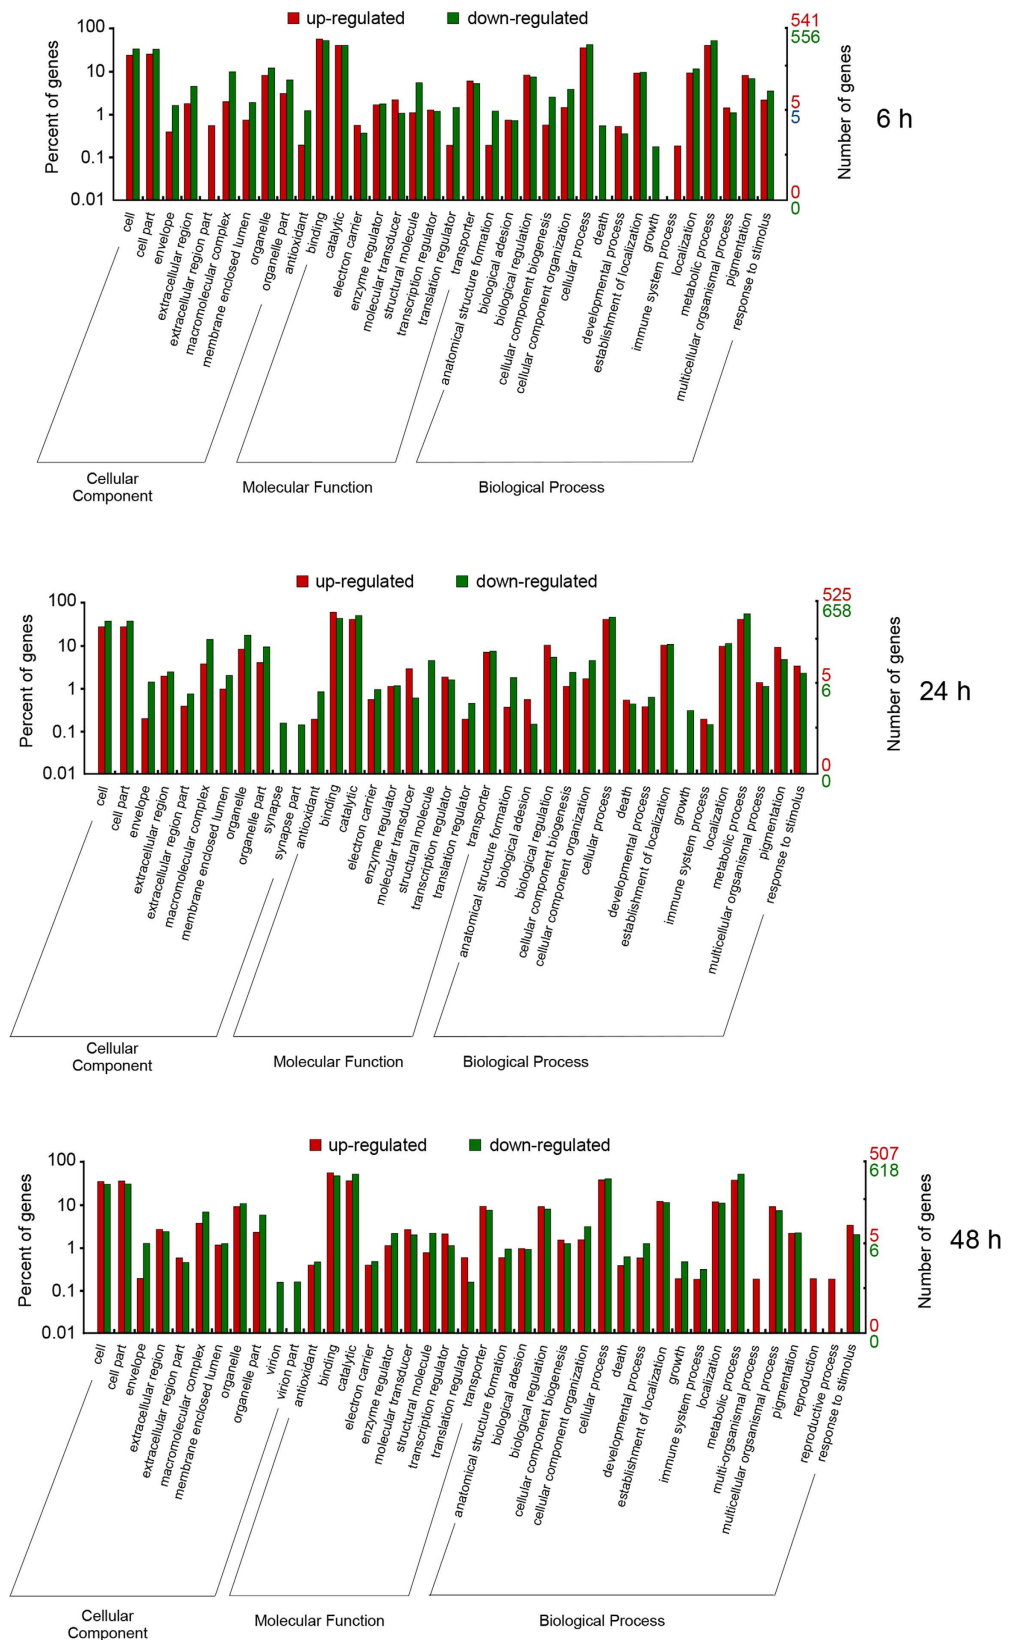 up-regulated down-regulated
Percent of genes
100
10
1
0.1
0.01
541
556
5
5
0
0
Number of genes
6 h
cell
cell part
envelope
extracellular region
extracellular region part
macromolecular complex
membrane enclosed lumen
organelle
organelle part
antioxidant
binding
catalytic
electron carrier
enzyme regulator
molecular transducer
structural molecule
transcription regulator
translation regulator
transporter
anatomical structure formation
biological adesion
biological regulation
cellular component biogenesis
cellular component organization
cellular process
death
developmental process
establishment of localization
growth
immune system process
localization
metabolic process
multicellular orgsanismal process
pigmentation
response to stimulus
Cellular
Component
Molecular Function
Biological Process
up-regulated down-regulated
Percent of genes
100
10
1
0.1
0.01
525
658
5
6
0
0
Number of genes
24 h
cell
cell part
envelope
extracellular region
extracellular region part
macromolecular complex
membrane enclosed lumen
organelle
organelle part
synapse
synapse part
antioxidant
binding
catalytic
electron carrier
enzyme regulator
molecular transducer
structural molecule
transcription regulator
translation regulator
transporter
anatomical structure formation
biological adesion
biological regulation
cellular component biogenesis
cellular component organization
cellular process
death
developmental process
establishment of localization
growth
immune system process
localization
metabolic process
multicellular organismal process
pigmentation
response to stimulus
Cellular
Component
Molecular Function
Biological Process
up-regulated down-regulated
Percent of genes
100
10
1
0.1
0.01
507
618
5
6
0
0
Number of genes
48 h
cell
cell part
envelope
extracellular region
extracellular region part
macromolecular complex
membrane enclosed lumen
organelle
organelle part
virion
virion part
antioxidant
binding
catalytic
electron carrier
enzyme regulator
molecular transducer
structural molecule
transcription regulator
translation regulator
transporter
anatomical structure formation
biological adesion
biological regulation
cellular component biogenesis
cellular component organization
cellular process
death
developmental process
establishment of localization
growth
immune system process
localization
metabolic process
multi-organismal process
multicellular organismal process
pigmentation
reproduction
reproductive process
response to stimulus
Cellular
Component
Molecular Function
Biological Process